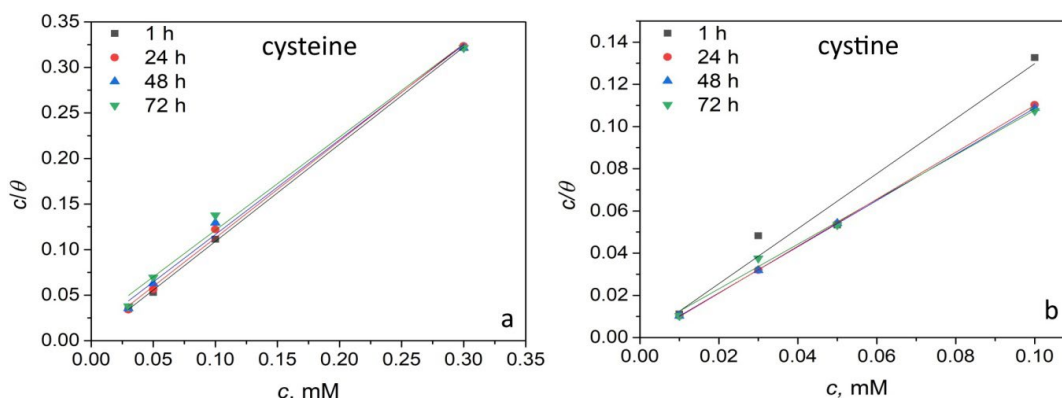 cysteine
1 h
24 h
48 h
72 h
c/θ
0.35
0.30
0.25
0.20
0.15
0.10
0.05
0.00
0.00 0.05 0.10 0.15 0.20 0.25 0.30 0.35
c, mM
a
cystine
1 h
24 h
48 h
72 h
c/θ
0.14
0.12
0.10
0.08
0.06
0.04
0.02
0.00
0.00 0.02 0.04 0.06 0.08 0.10
c, mM
b